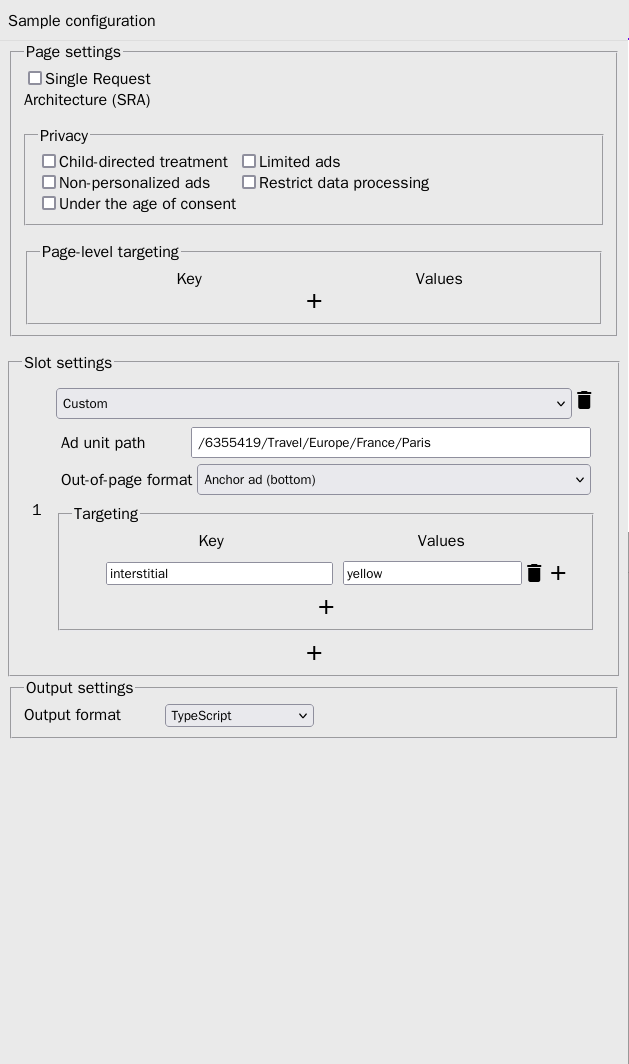 Sample configuration
Page settings
Single Request
Architecture (SRA)
Privacy
Child-directed treatment Limited ads
Non-personalized ads Restrict data processing
Under the age of consent
Page-level targeting
Key Values
+
Slot settings
Custom
Ad unit path /6355419/Travel/Europe/France/Paris
Out-of-page format Anchor ad (bottom)
1
Targeting
Key Values
interstitial yellow +
+
+
Output settings
Output format TypeScript